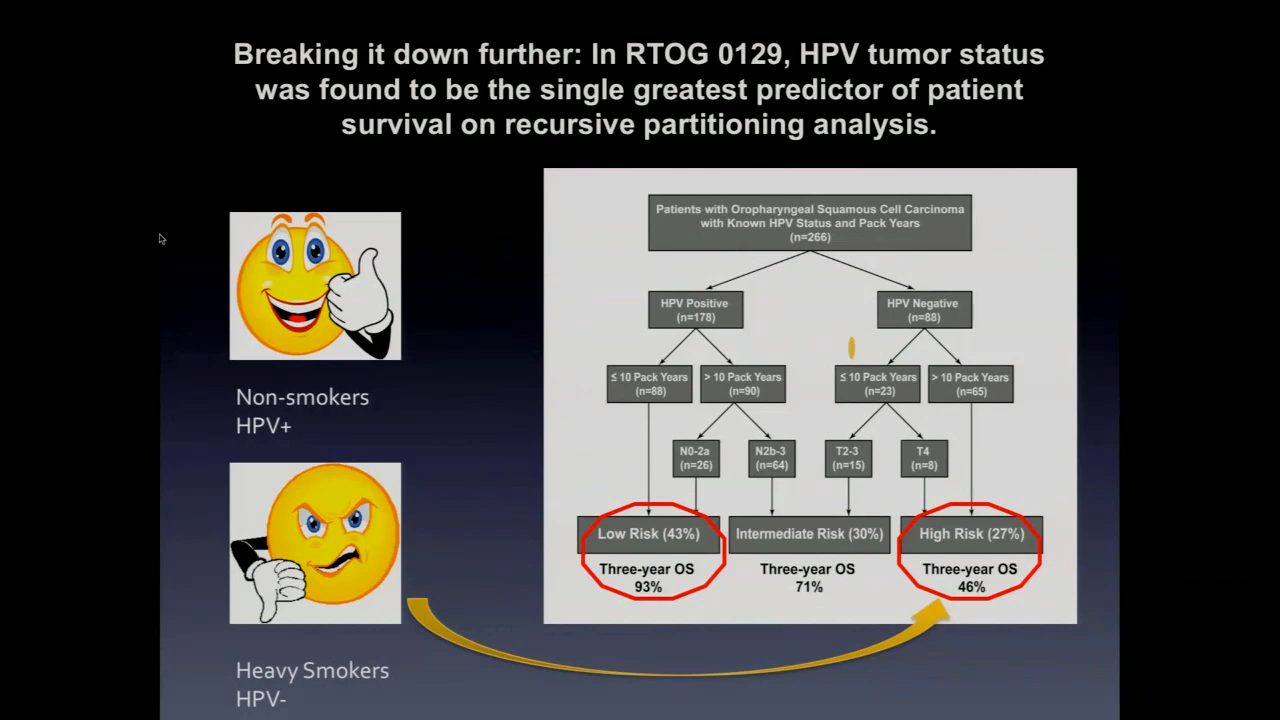 Breaking it down further: In RTOG 0129, HPV tumor status
was found to be the single greatest predictor of patient
survival on recursive partitioning analysis.
Patients with Oropharyngeal Squamous Cell Carcinoma
with Known HPV Status and Pack Years
(n=266)
HPV Positive
(n=178)
HPV Negative
(n=88)
≤ 10 Pack Years
(n=88)
> 10 Pack Years
(n=90)
≤ 10 Pack Years
(n=23)
> 10 Pack Years
(n=65)
N0-2a
(n=26)
N2b-3
(n=64)
T2-3
(n=15)
T4
(n=8)
Low Risk (43%)
Intermediate Risk (30%)
High Risk (27%)
Three-year OS
93%
Three-year OS
71%
Three-year OS
46%
Non-smokers
HPV+
Heavy Smokers
HPV-